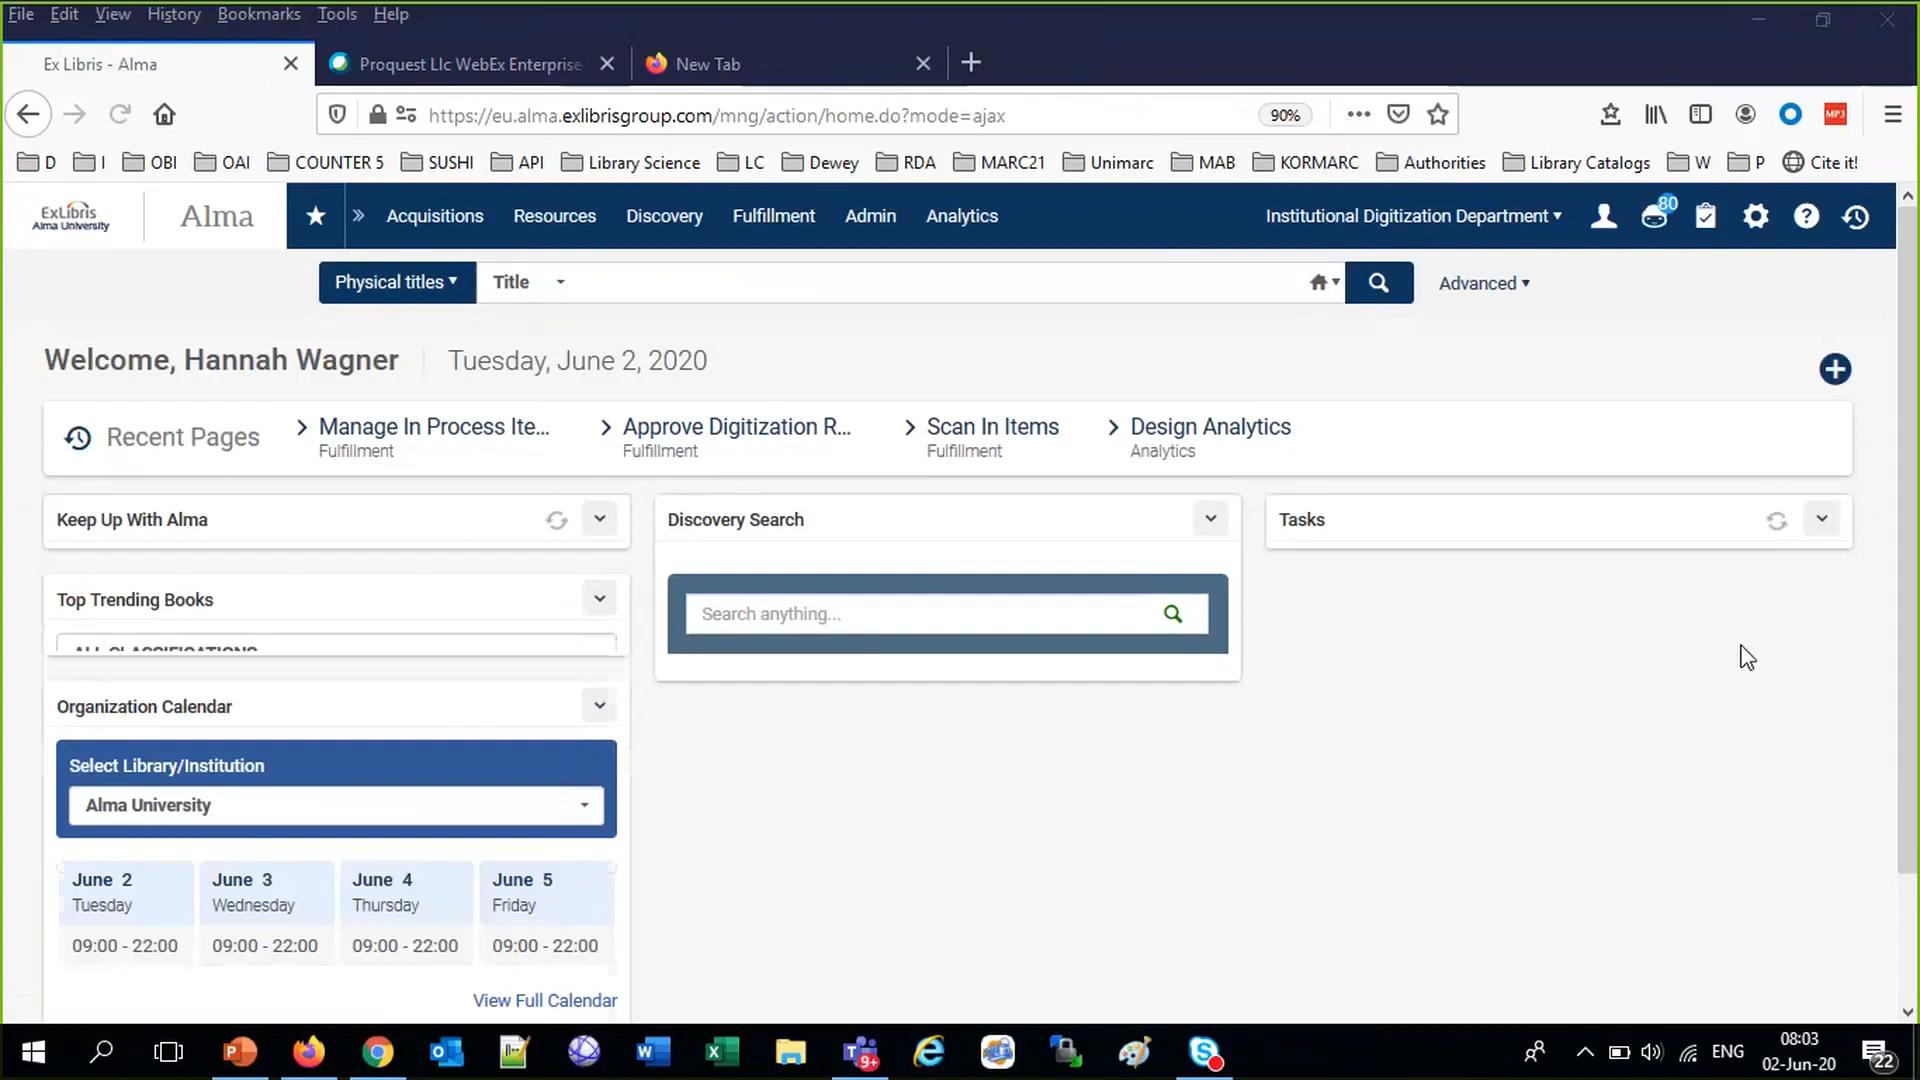 File Edit View History Bookmarks Tools Help
Ex Libris - Alma
Proquest Llc WebEx Enterprise
New Tab
https://eu.alma.exlibrisgroup.com/mng/action/home.do?mode=ajax
90%
MP3
D I OBI OAI COUNTER 5 SUSHI API Library Science LC Dewey RDA MARC21 Unimarc MAB KORMARC Authorities Library Catalogs W P Cite it!
ExLibris
Alma University
Alma
Acquisitions Resources Discovery Fulfillment Admin Analytics
Institutional Digitization Department
80
Physical titles
Title
Advanced
Welcome, Hannah Wagner
Tuesday, June 2, 2020
Recent Pages
Manage In Process Ite...
Fulfillment
Approve Digitization R...
Fulfillment
Scan In Items
Fulfillment
Design Analytics
Analytics
Keep Up With Alma
Discovery Search
Tasks
Search anything...
Top Trending Books
ALL CLASSIFICATIONS
Organization Calendar
Select Library/Institution
Alma University
June 2 June 3 June 4 June 5
Tuesday Wednesday Thursday Friday
09:00 - 22:00 09:00 - 22:00 09:00 - 22:00 09:00 - 22:00
View Full Calendar
9+
ENG
08:03
02-Jun-20
22